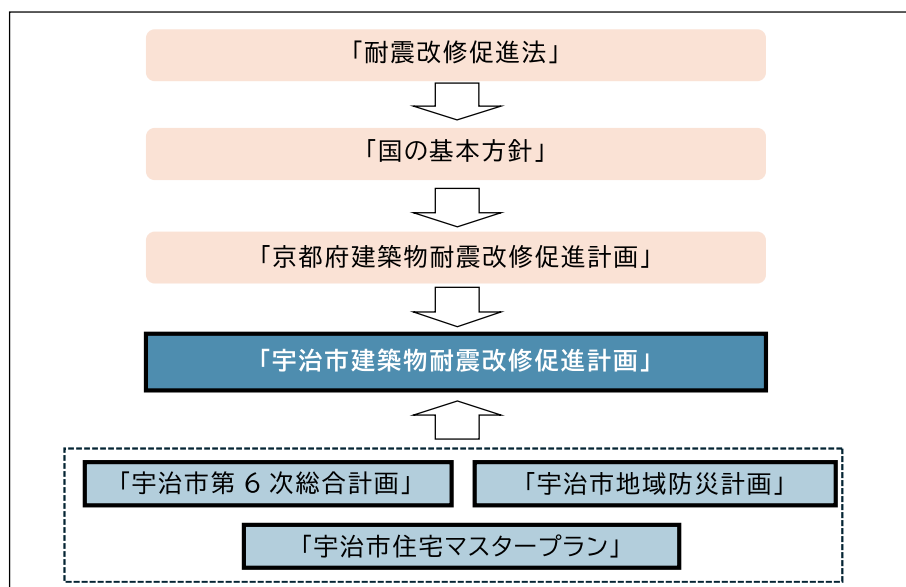 「耐震改修促進法」
「国の基本方針」
「京都府建築物耐震改修促進計画」
「宇治市建築物耐震改修促進計画」
「宇治市第 6 次総合計画」
「宇治市地域防災計画」
「宇治市住宅マスタープラン」